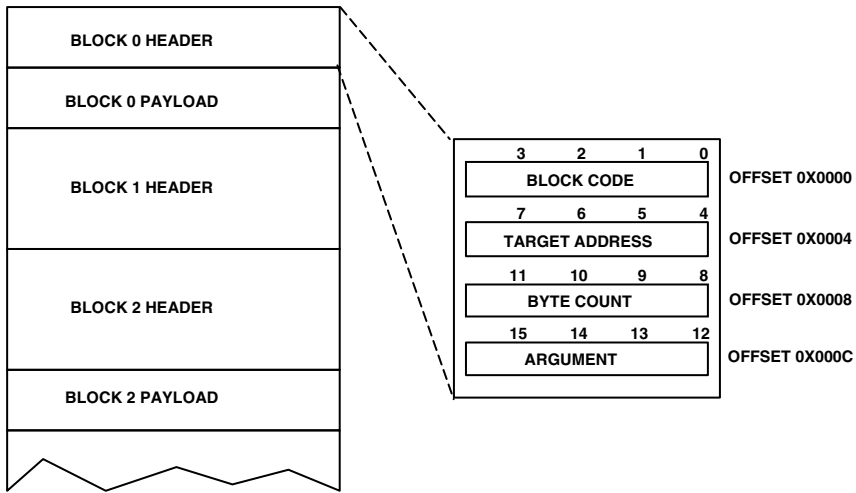 BLOCK 0 HEADER
BLOCK 0 PAYLOAD
BLOCK 1 HEADER
BLOCK 2 HEADER
BLOCK 2 PAYLOAD
3 2 1 0
BLOCK CODE OFFSET 0X0000
7 6 5 4
TARGET ADDRESS OFFSET 0X0004
11 10 9 8
BYTE COUNT OFFSET 0X0008
15 14 13 12
ARGUMENT OFFSET 0X000C